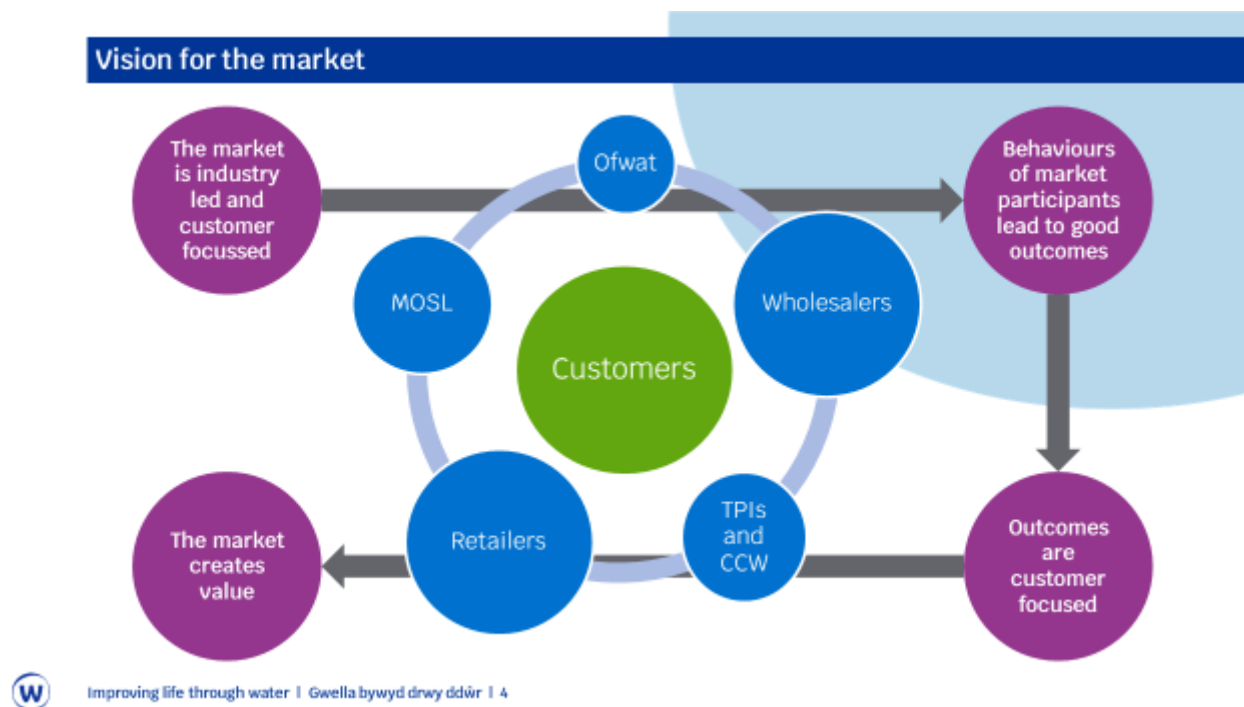 Vision for the market
The market
is industry
led and
customer
focussed
Ofwat
Behaviours
of market
participants
lead to good
outcomes
MOSL
Wholesalers
Customers
The market
creates
value
Retailers
TPIs
and
CCW
Outcomes
are
customer
focused
W
Improving life through water | Gwella bywyd drwy ddŵr | 4